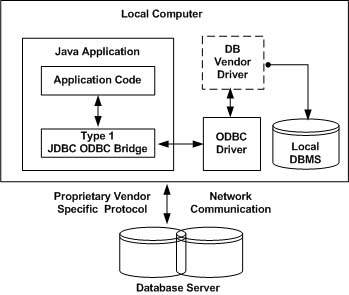 Local Computer
Java Application
Application Code
Type 1
JDBC ODBC Bridge
DB
Vendor
Driver
ODBC
Driver
Local
DBMS
Proprietary Vendor
Specific Protocol
Network
Communication
Database Server